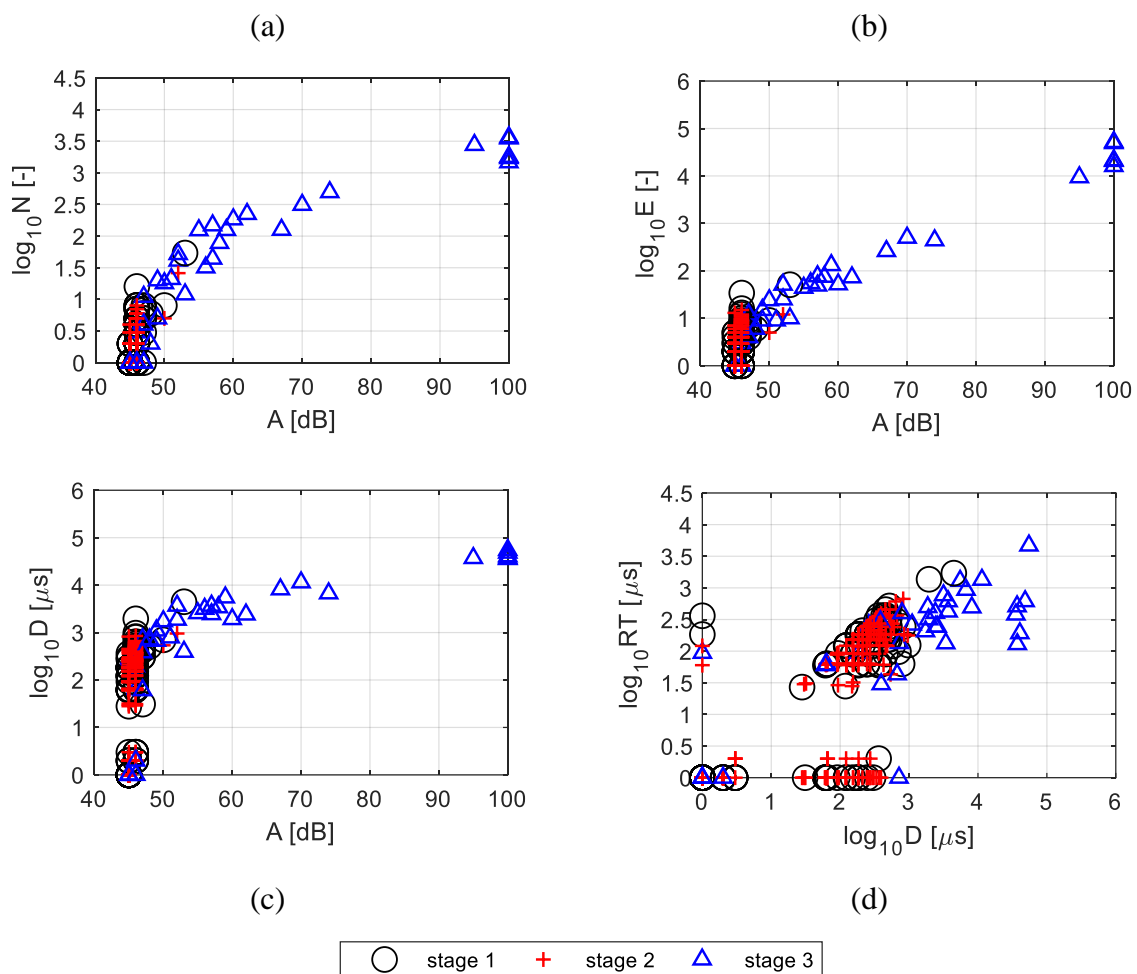 (a)
(b)
4.5
4
3.5
3
2.5
2
1.5
1
0.5
0
log10N [-]
40 50 60 70 80 90 100
A [dB]
6
5
4
3
2
1
0
log10E [-]
40 50 60 70 80 90 100
A [dB]
6
5
4
3
2
1
0
log10D [μs]
40 50 60 70 80 90 100
A [dB]
4.5
4
3.5
3
2.5
2
1.5
1
0.5
0
log10RT [μs]
0 1 2 3 4 5 6
log10D [μs]
(c)
(d)
stage 1 stage 2 stage 3